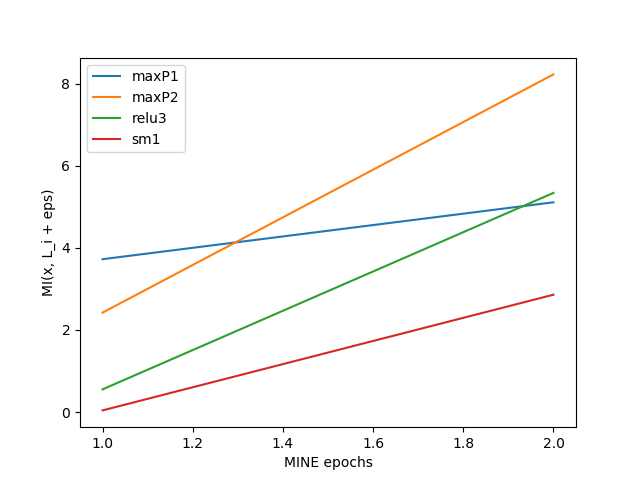 maxP1
maxP2
relu3
sm1
MI(x, L_i + eps)
8
6
4
2
0
1.0 1.2 1.4 1.6 1.8 2.0
MINE epochs